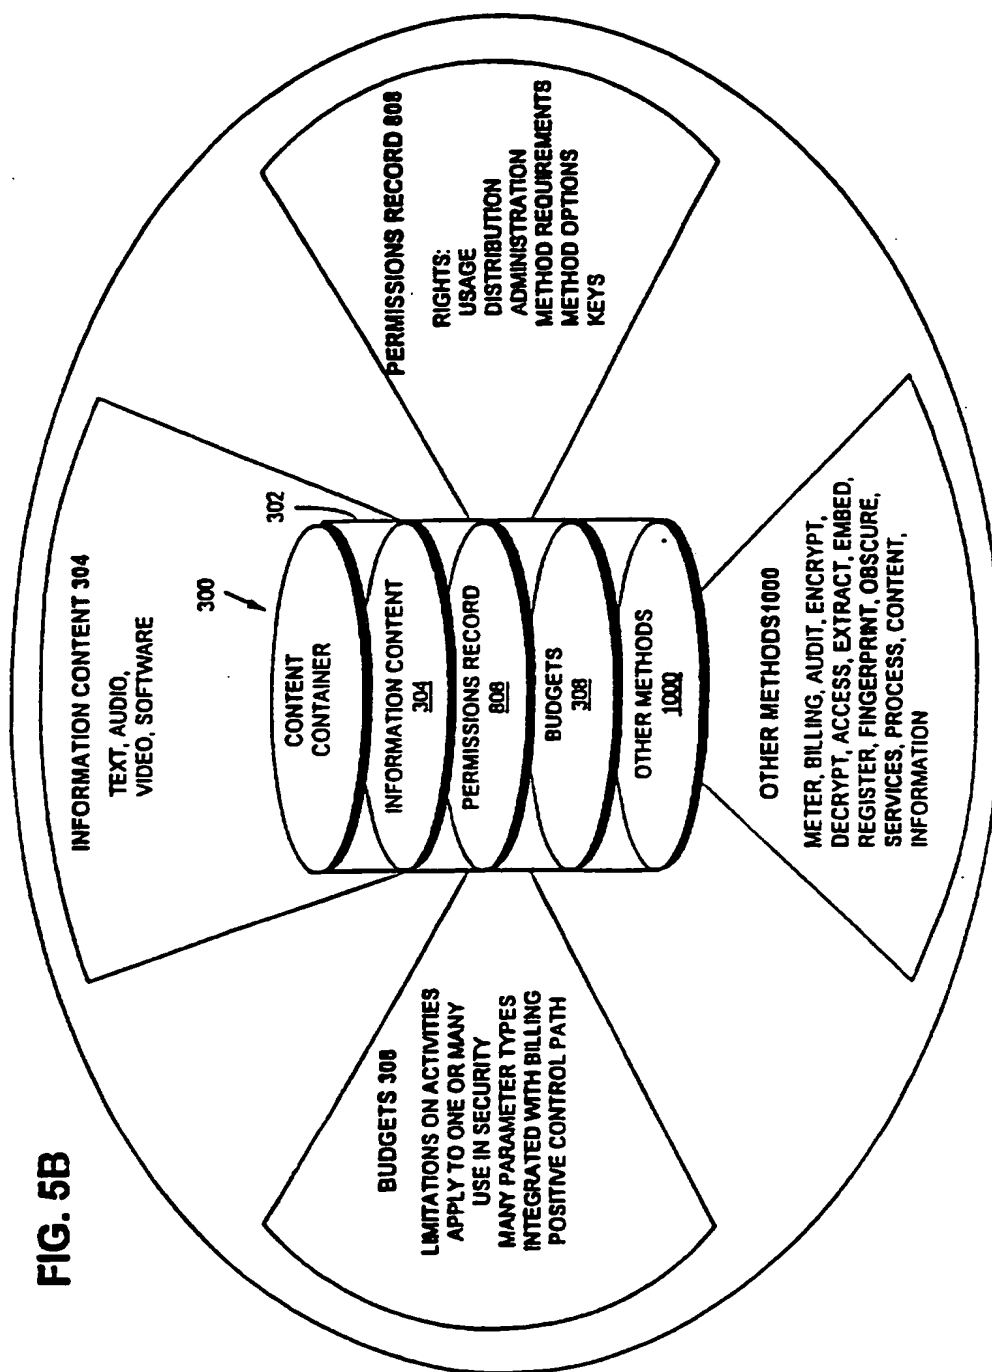 FIG. 5B
INFORMATION CONTENT 304
TEXT, AUDIO,
VIDEO, SOFTWARE
BUDGETS 308
LIMITATIONS ON ACTIVITIES
APPLY TO ONE OR MANY
USE IN SECURITY
MANY PARAMETER TYPES
INTEGRATED WITH BILLING
POSITIVE CONTROL PATH
300
302
CONTENT
CONTAINER
INFORMATION CONTENT
304
PERMISSIONS RECORD
808
BUDGETS
308
OTHER METHODS
1000
PERMISSIONS RECORD 808
RIGHTS:
USAGE
DISTRIBUTION
ADMINISTRATION
METHOD REQUIREMENTS
METHOD OPTIONS
KEYS
OTHER METHODS1000
METER, BILLING, AUDIT, ENCRYPT,
DECRYPT, ACCESS, EXTRACT, EMBED,
REGISTER, FINGERPRINT, OBSCURE,
SERVICES, PROCESS, CONTENT,
INFORMATION